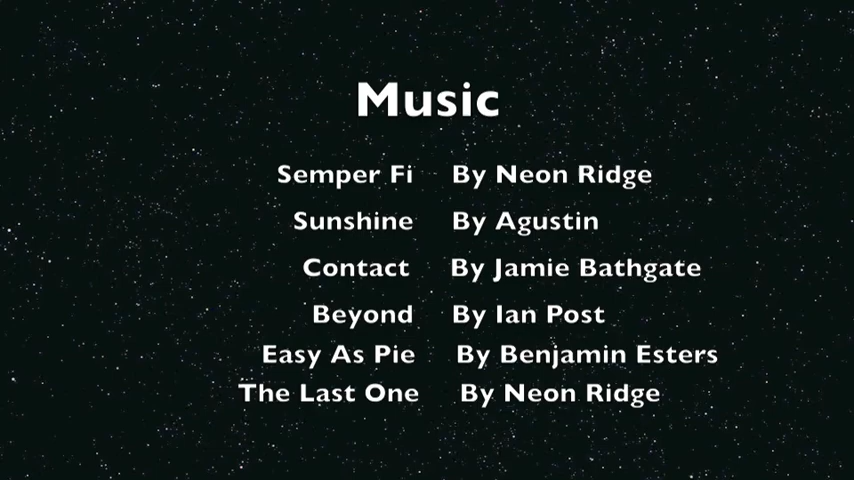 Music
Semper Fi By Neon Ridge
Sunshine By Agustin
Contact By Jamie Bathgate
Beyond By Ian Post
Easy As Pie By Benjamin Esters
The Last One By Neon Ridge